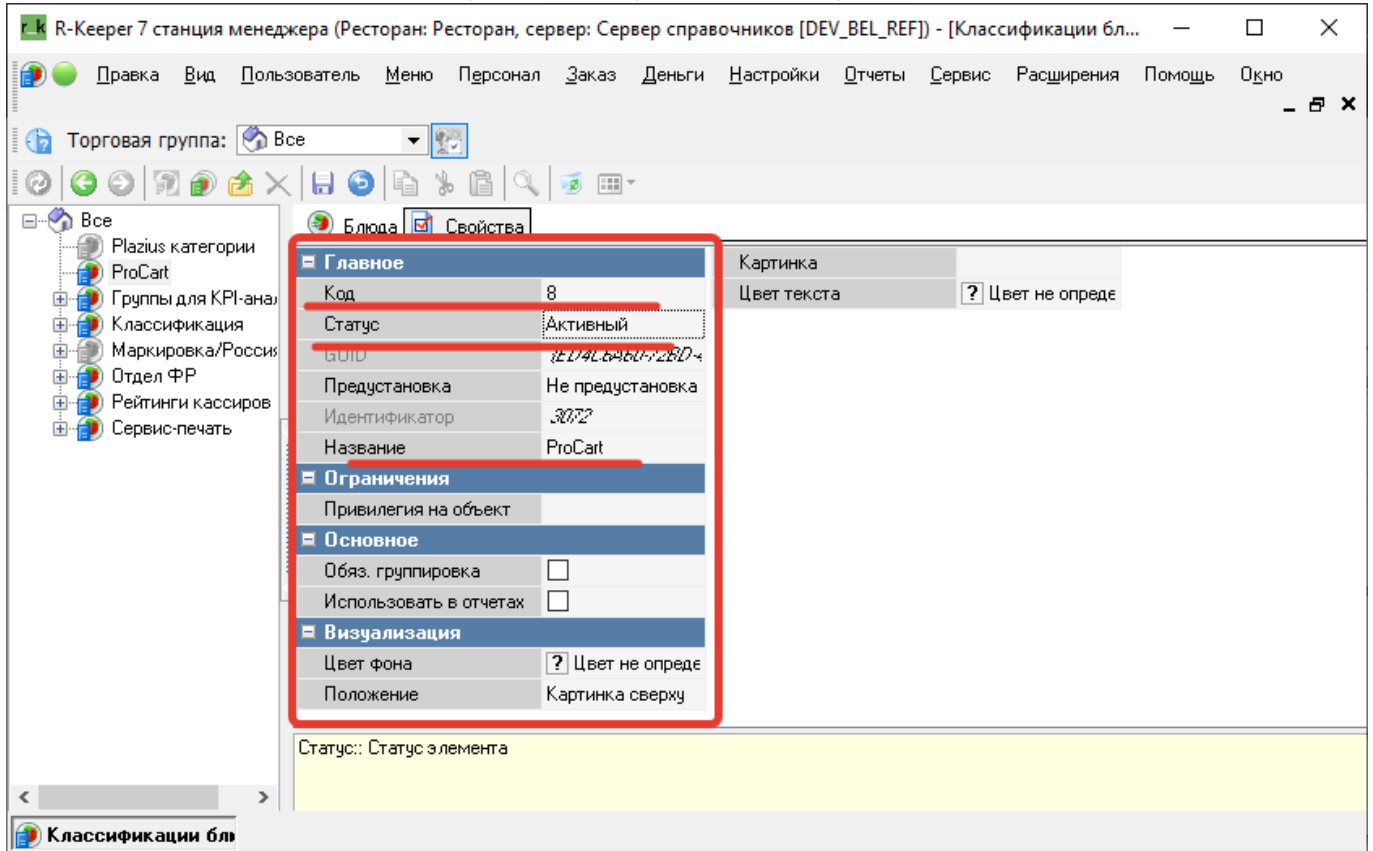 r_k R-Keeper 7 станция менеджера (Ресторан: Ресторан, сервер: Сервер справочников [DEV_BEL_REF]) - [Классификации бл...
Правка Вид Пользователь Меню Персонал Заказ Деньги Настройки Отчеты Сервис Расширения Помощь Окно
Торговая группа: Все
Все
Plazius категории
ProCart
Группы для KPI-анал
Классификация
Маркировка/Россия
Отдел ФР
Рейтинги кассиров
Сервис-печать
Блюда Свойства
Главное
Код 8
Статус Активный
GUID
Предустановка Не предустановка
Идентификатор 3072
Название ProCart
Ограничения
Привилегия на объект
Основное
Обяз. группировка
Использовать в отчетах
Визуализация
Цвет фона ? Цвет не опреде
Положение Картинка сверху
Картинка
Цвет текста ? Цвет не опреде
Статус:: Статус элемента
Классификации блю